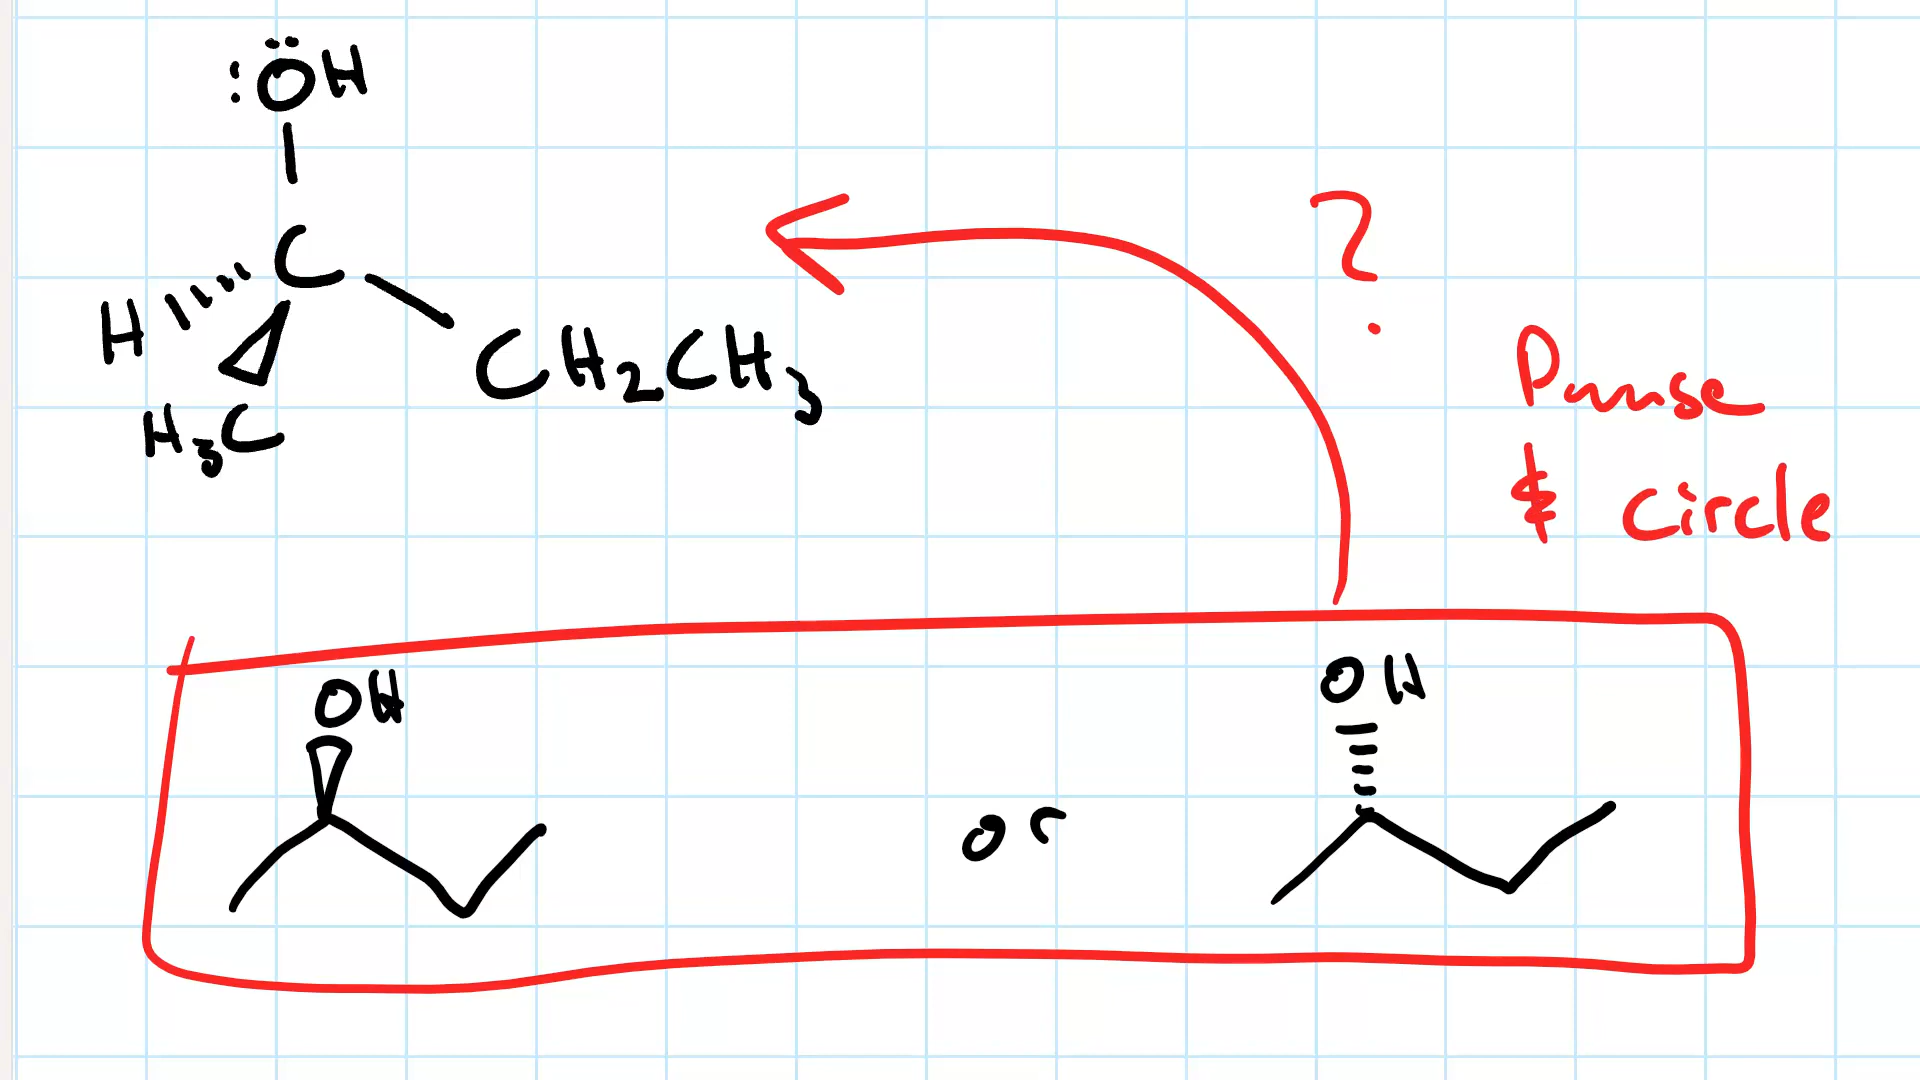 :ÖH
C
H
CH₂CH₃
H₃C
?
Pause
& circle
OH
or
OH